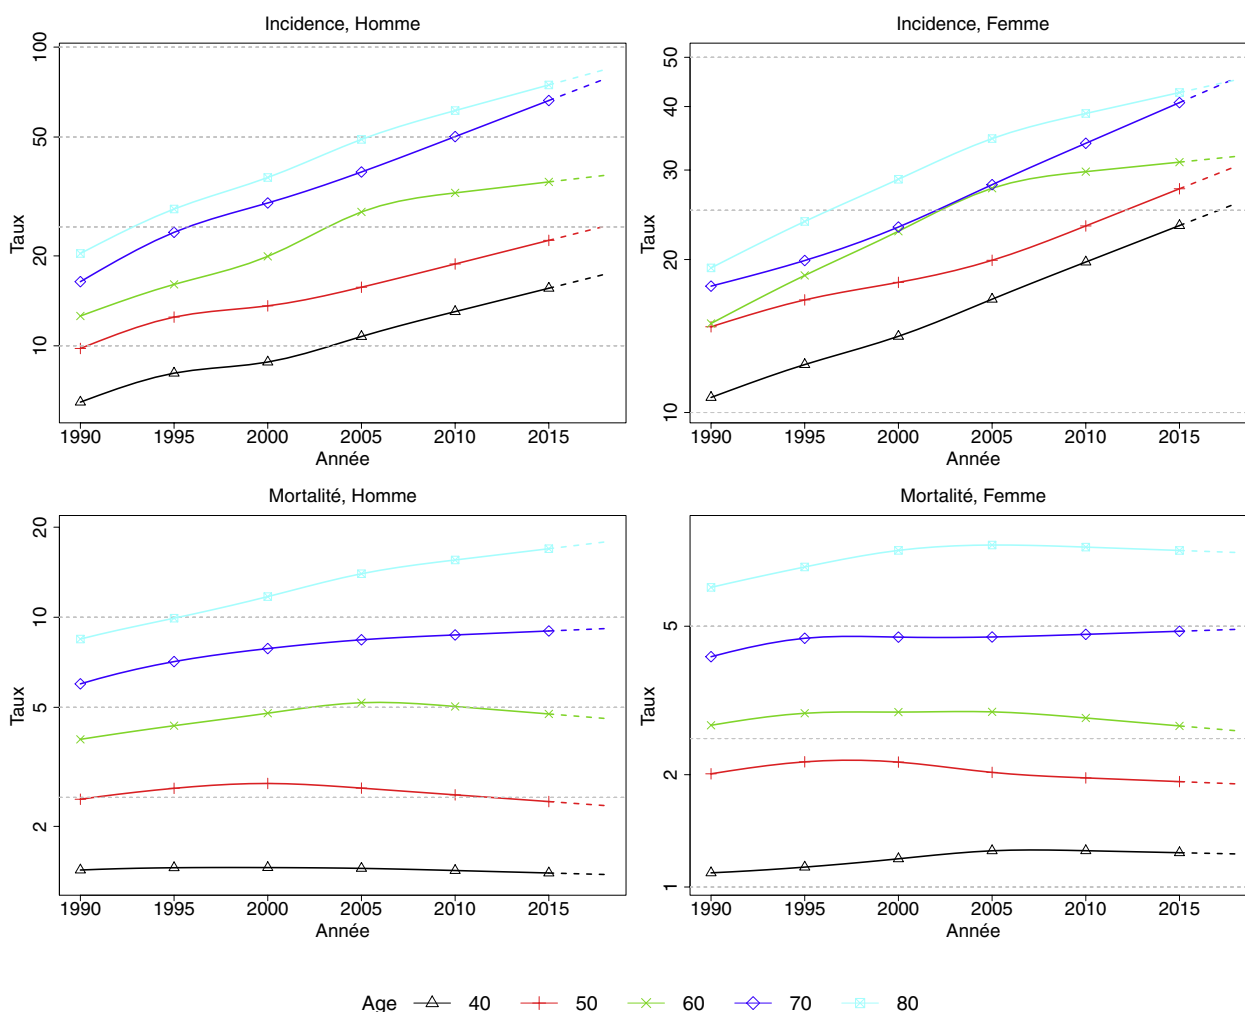 Incidence, Homme
Taux
100
50
20
10
1990 1995 2000 2005 2010 2015
Année
Incidence, Femme
Taux
50
40
30
20
10
1990 1995 2000 2005 2010 2015
Année
Mortalité, Homme
Taux
20
10
5
2
1990 1995 2000 2005 2010 2015
Année
Mortalité, Femme
Taux
5
2
1
1990 1995 2000 2005 2010 2015
Année
Age 40 50 60 70 80